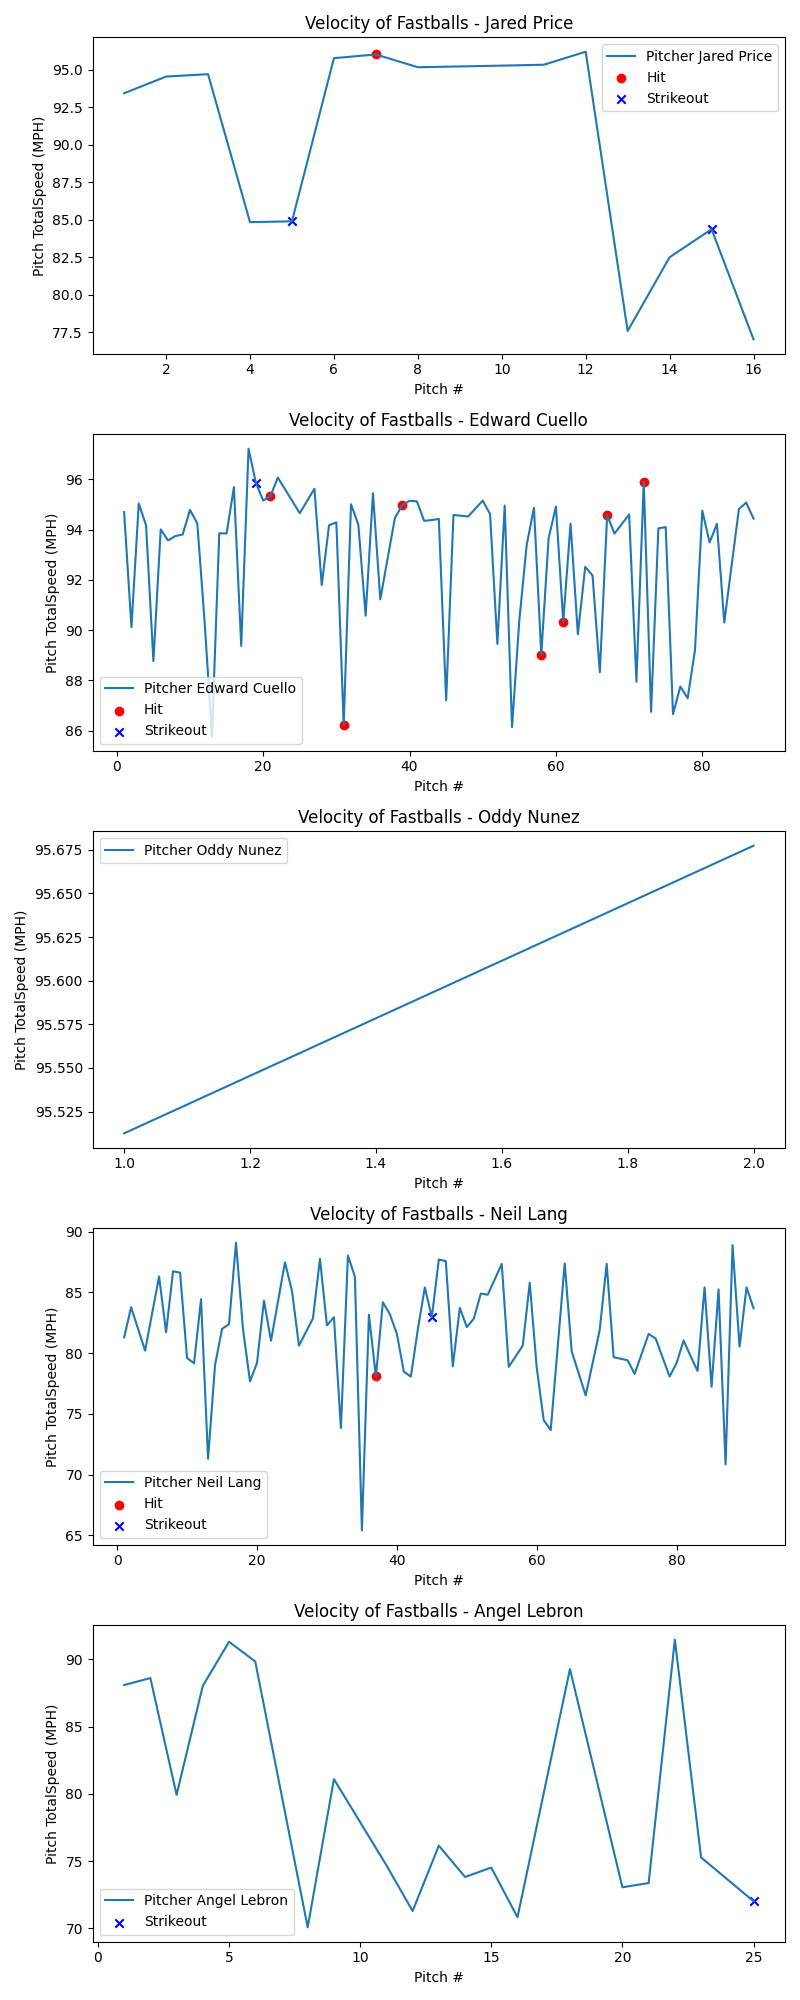 Velocity of Fastballs - Jared Price
Pitch TotalSpeed (MPH)
95.0
92.5
90.0
87.5
85.0
82.5
80.0
77.5
Pitcher Jared Price
Hit
Strikeout
2 4 6 8 10 12 14 16
Pitch #
Velocity of Fastballs - Edward Cuello
Pitch TotalSpeed (MPH)
96
94
92
90
88
86
Pitcher Edward Cuello
Hit
Strikeout
0 20 40 60 80
Pitch #
Velocity of Fastballs - Oddy Nunez
Pitch TotalSpeed (MPH)
95.675
95.650
95.625
95.600
95.575
95.550
95.525
Pitcher Oddy Nunez
1.0 1.2 1.4 1.6 1.8 2.0
Pitch #
Velocity of Fastballs - Neil Lang
Pitch TotalSpeed (MPH)
90
85
80
75
70
65
Pitcher Neil Lang
Hit
Strikeout
0 20 40 60 80
Pitch #
Velocity of Fastballs - Angel Lebron
Pitch TotalSpeed (MPH)
90
85
80
75
70
Pitcher Angel Lebron
Strikeout
0 5 10 15 20 25
Pitch #